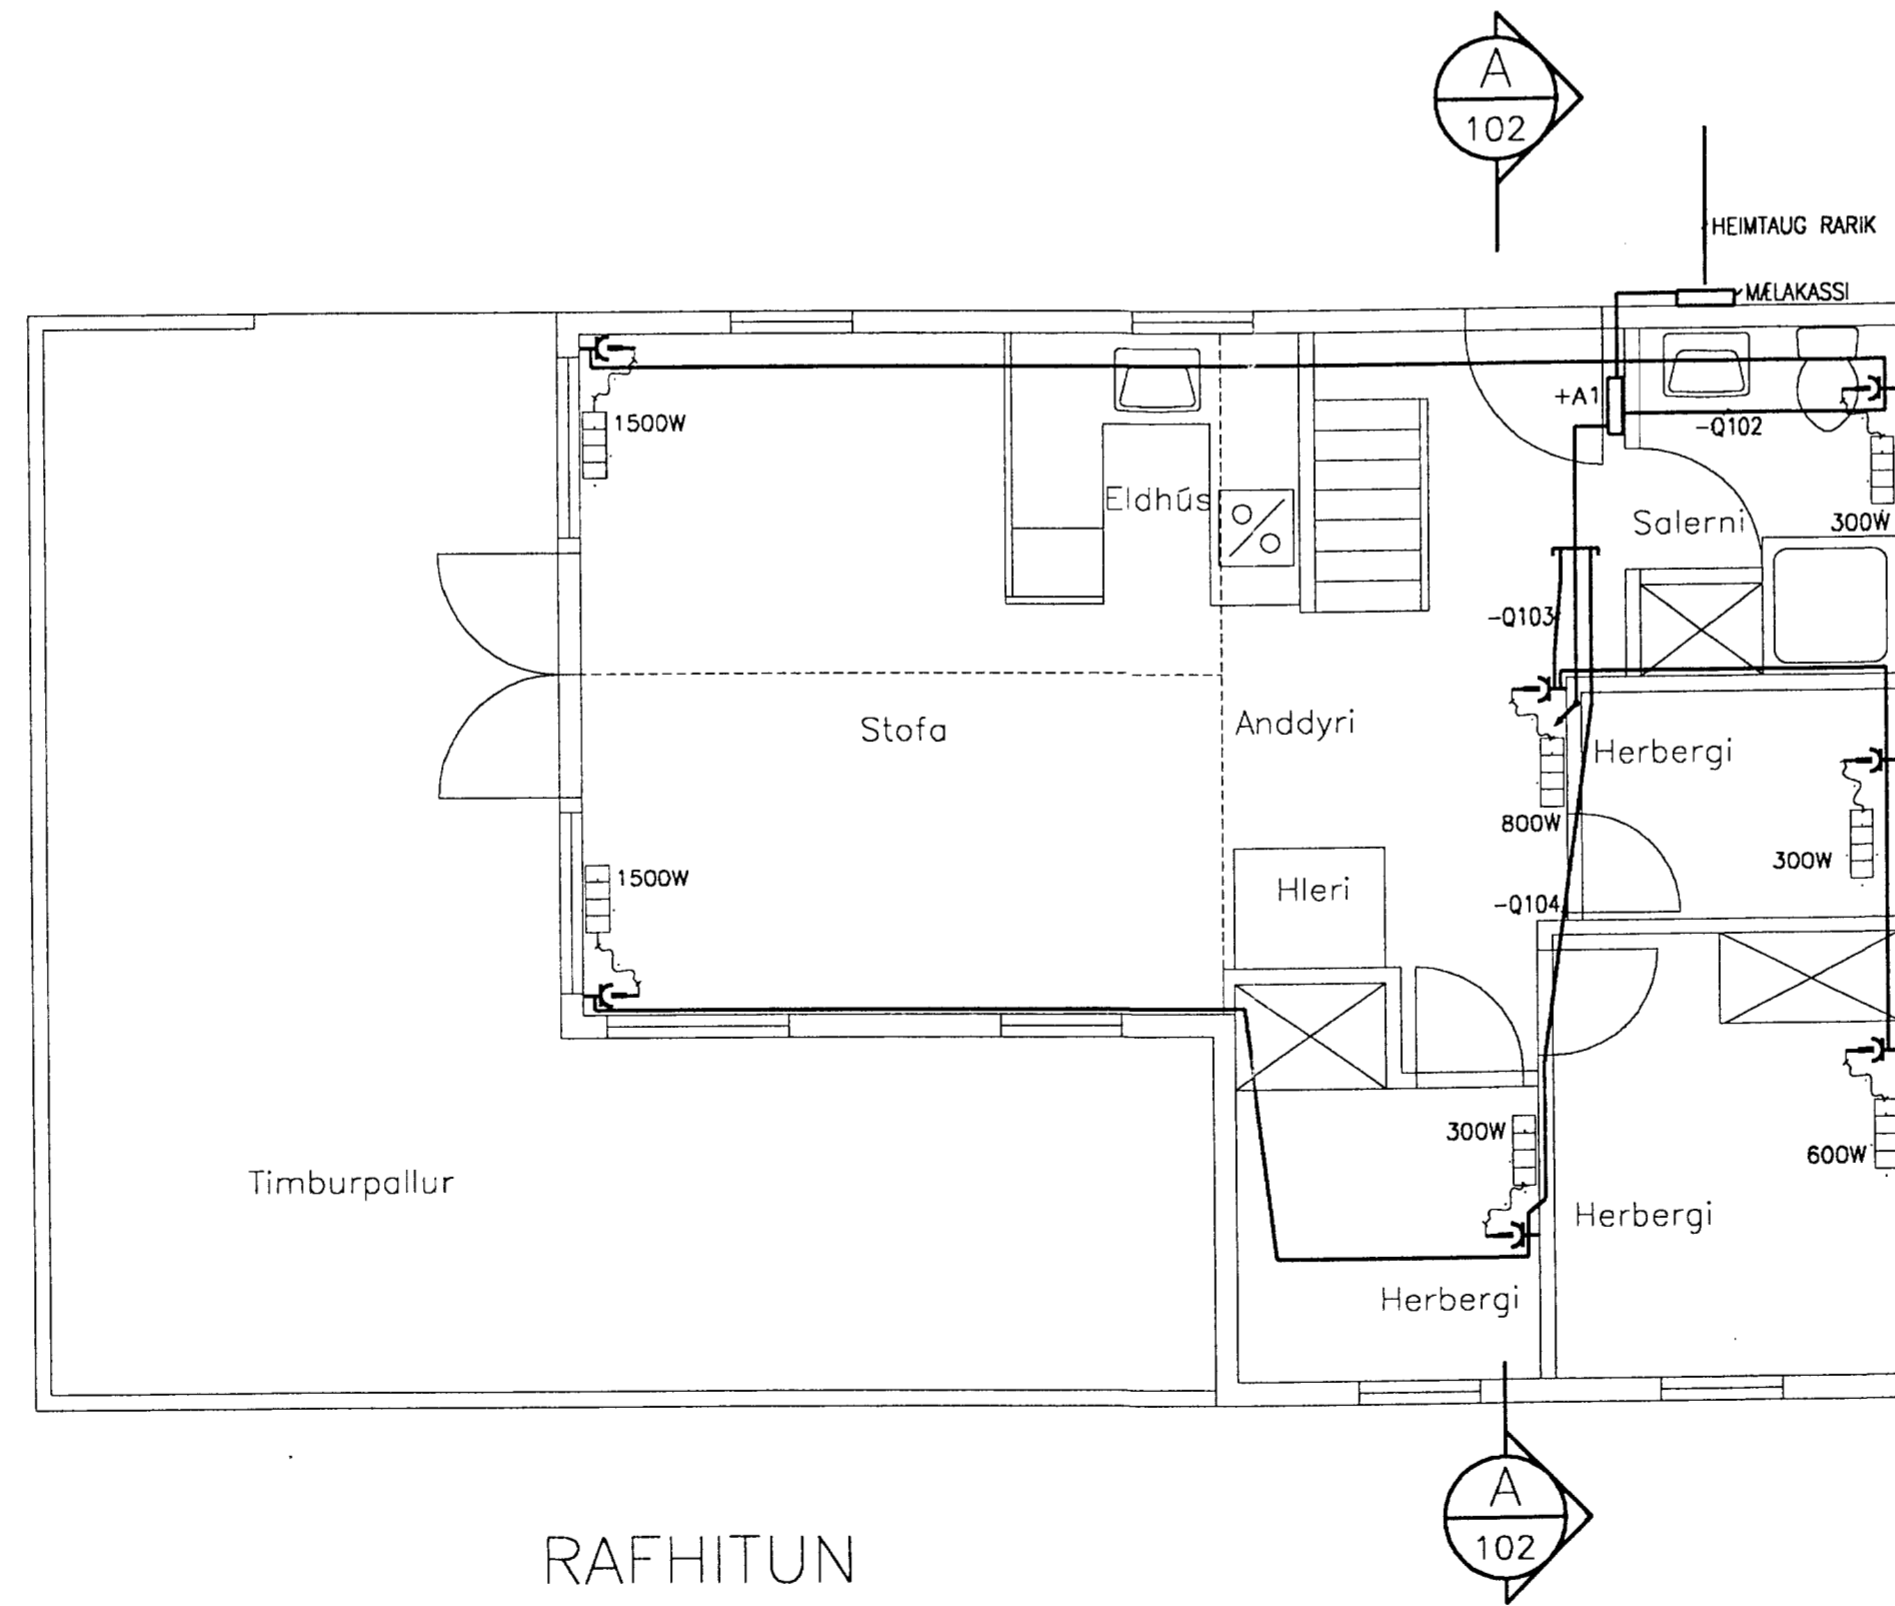 A
102
HEIMTAUG RARIK
MÆLAKASSI
+A1
1500W
-Q102
Eldhús
Salerni
300W
-Q103
Stofa
Anddyri
Herbergi
800W
300W
1500W
Hleri
-Q104
300W
600W
Timburpallur
Herbergi
Herbergi
A
102
RAFHITUN